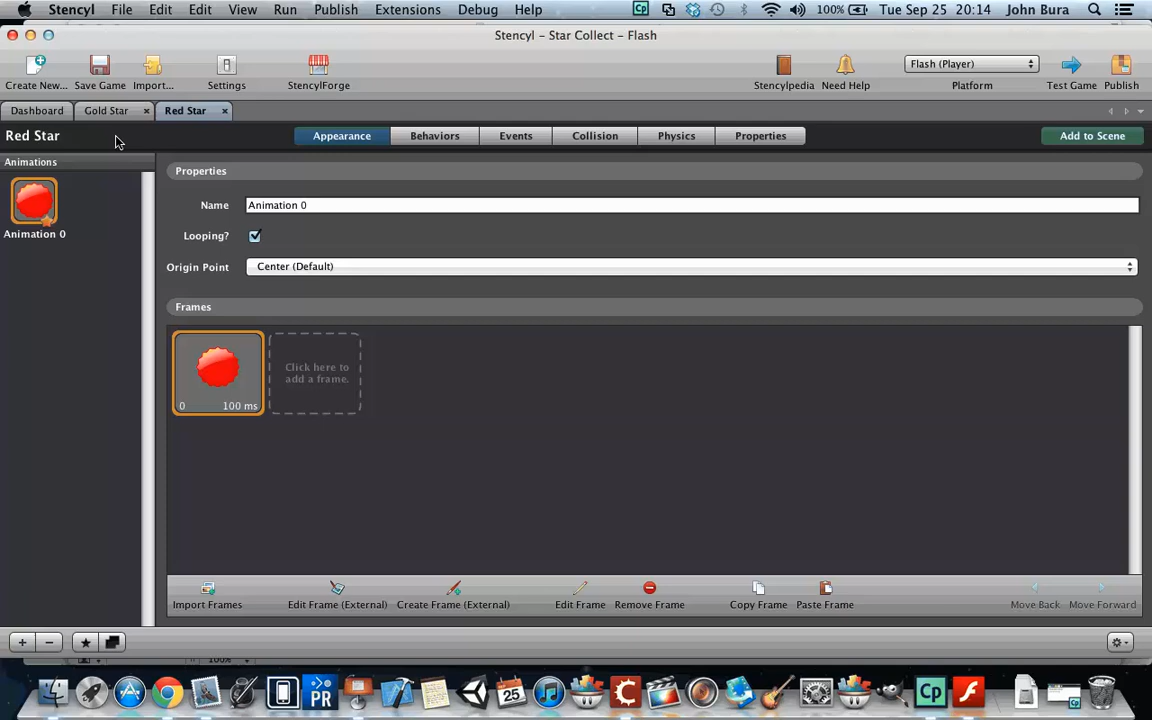 Stencyl File Edit Edit View Run Publish Extensions Debug Help 100% Tue Sep 25 20:14 John Bura
Stencyl - Star Collect - Flash
Create New... Save Game Import... Settings StencylForge Stencylpedia Need Help Flash (Player) Platform Test Game Publish
Dashboard Gold Star Red Star
Red Star Appearance Behaviors Events Collision Physics Properties Add to Scene
Animations
Properties
Name Animation 0
Animation 0
Looping?
Origin Point Center (Default)
Frames
Click here to
add a frame.
0 100 ms
Import Frames Edit Frame (External) Create Frame (External) Edit Frame Remove Frame Copy Frame Paste Frame Move Back Move Forward
100%
PR 25 Cp